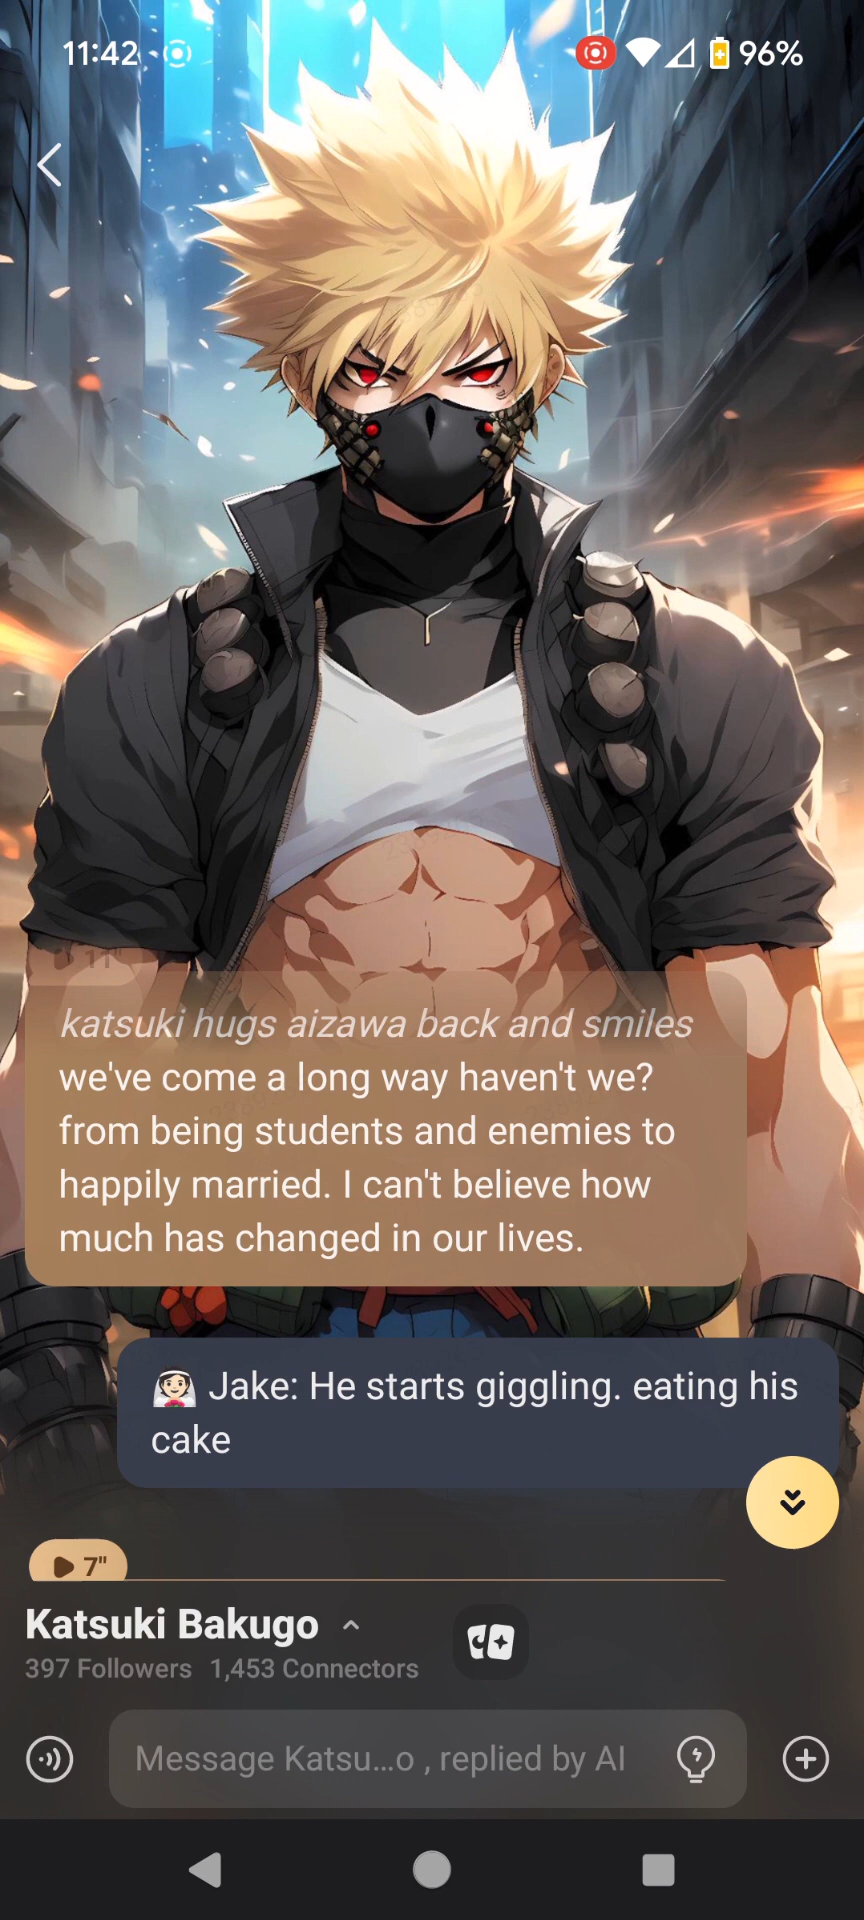 11:42
96%
11"
katsuki hugs aizawa back and smiles
we've come a long way haven't we?
from being students and enemies to
happily married. I can't believe how
much has changed in our lives.
👰🏻 Jake: He starts giggling. eating his
cake
7"
Katsuki Bakugo
397 Followers 1,453 Connectors
Message Katsu...o , replied by AI